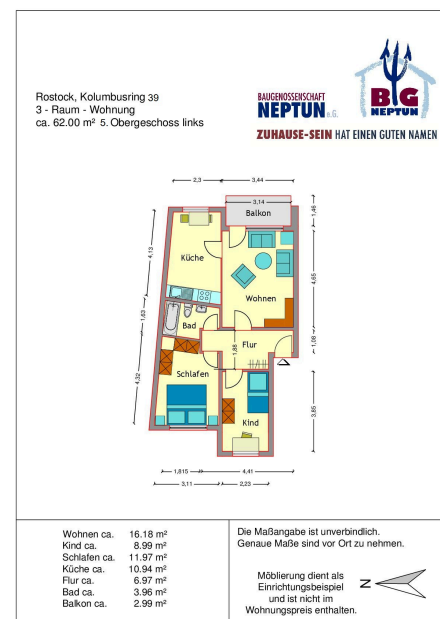 Rostock, Kolumbusring 39
3 - Raum - Wohnung
ca. 62.00 m² 5. Obergeschoss links
BAUGENOSSENSCHAFT
NEPTUN e.G.
BG
NEPTUN
ZUHAUSE-SEIN HAT EINEN GUTEN NAMEN
2,3
3,44
3,14
Balkon
1,46
4,13
Küche
Wohnen
4,65
1,63
Bad
Flur
1,88
1,08
Schlafen
4,32
Kind
3,85
1,815
4,41
3,11
2,23
Wohnen ca. 16.18 m²
Kind ca. 8.99 m²
Schlafen ca. 11.97 m²
Küche ca. 10.94 m²
Flur ca. 6.97 m²
Bad ca. 3.96 m²
Balkon ca. 2.99 m²
Die Maßangabe ist unverbindlich.
Genaue Maße sind vor Ort zu nehmen.
Möblierung dient als
Einrichtungsbeispiel
und ist nicht im
Wohnungspreis enthalten.
N